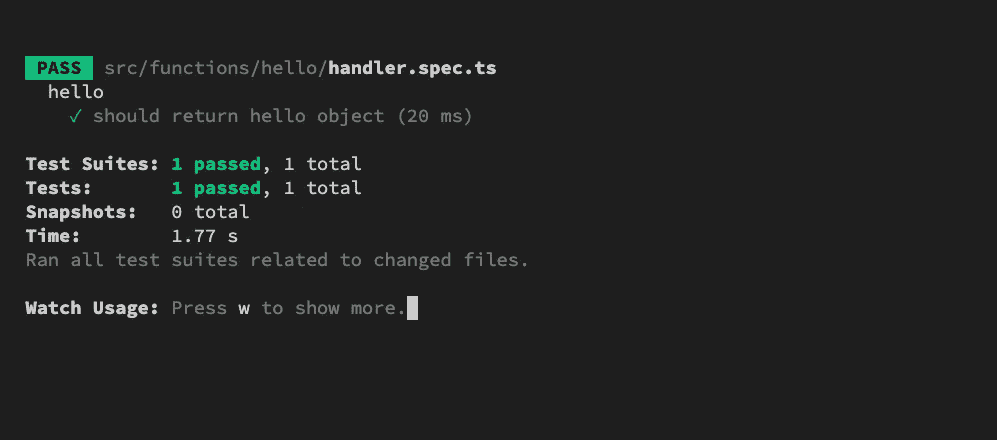 PASS src/functions/hello/handler.spec.ts
hello
✓ should return hello object (20 ms)
Test Suites: 1 passed, 1 total
Tests: 1 passed, 1 total
Snapshots: 0 total
Time: 1.77 s
Ran all test suites related to changed files.
Watch Usage: Press w to show more.